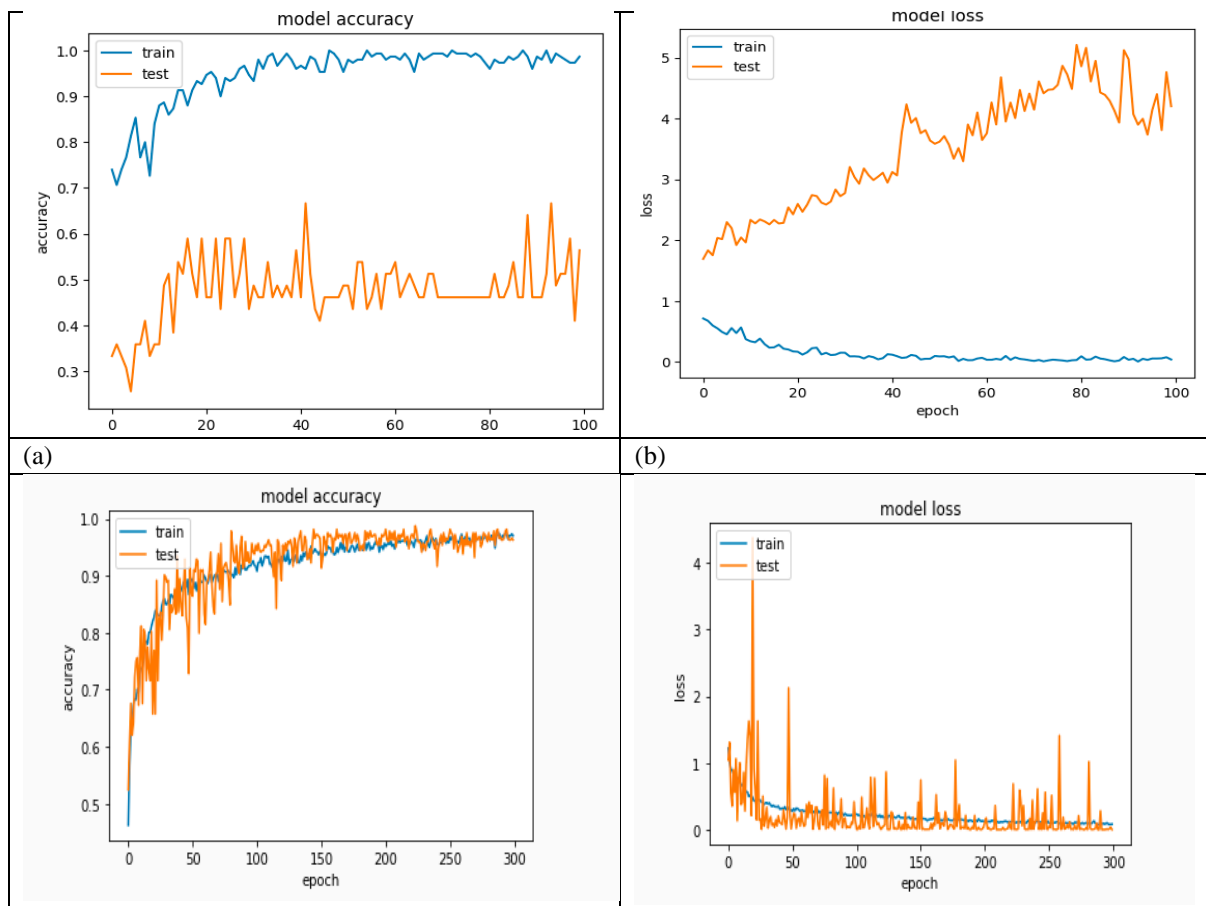 model accuracy
train
test
1.0
0.9
0.8
0.7
0.6
0.5
0.4
0.3
accuracy
0 20 40 60 80 100
model loss
train
test
5
4
3
2
1
0
loss
0 20 40 60 80 100
epoch
(a)
(b)
model accuracy
train
test
1.0
0.9
0.8
0.7
0.6
0.5
accuracy
0 50 100 150 200 250 300
epoch
model loss
train
test
4
3
2
1
0
loss
0 50 100 150 200 250 300
epoch